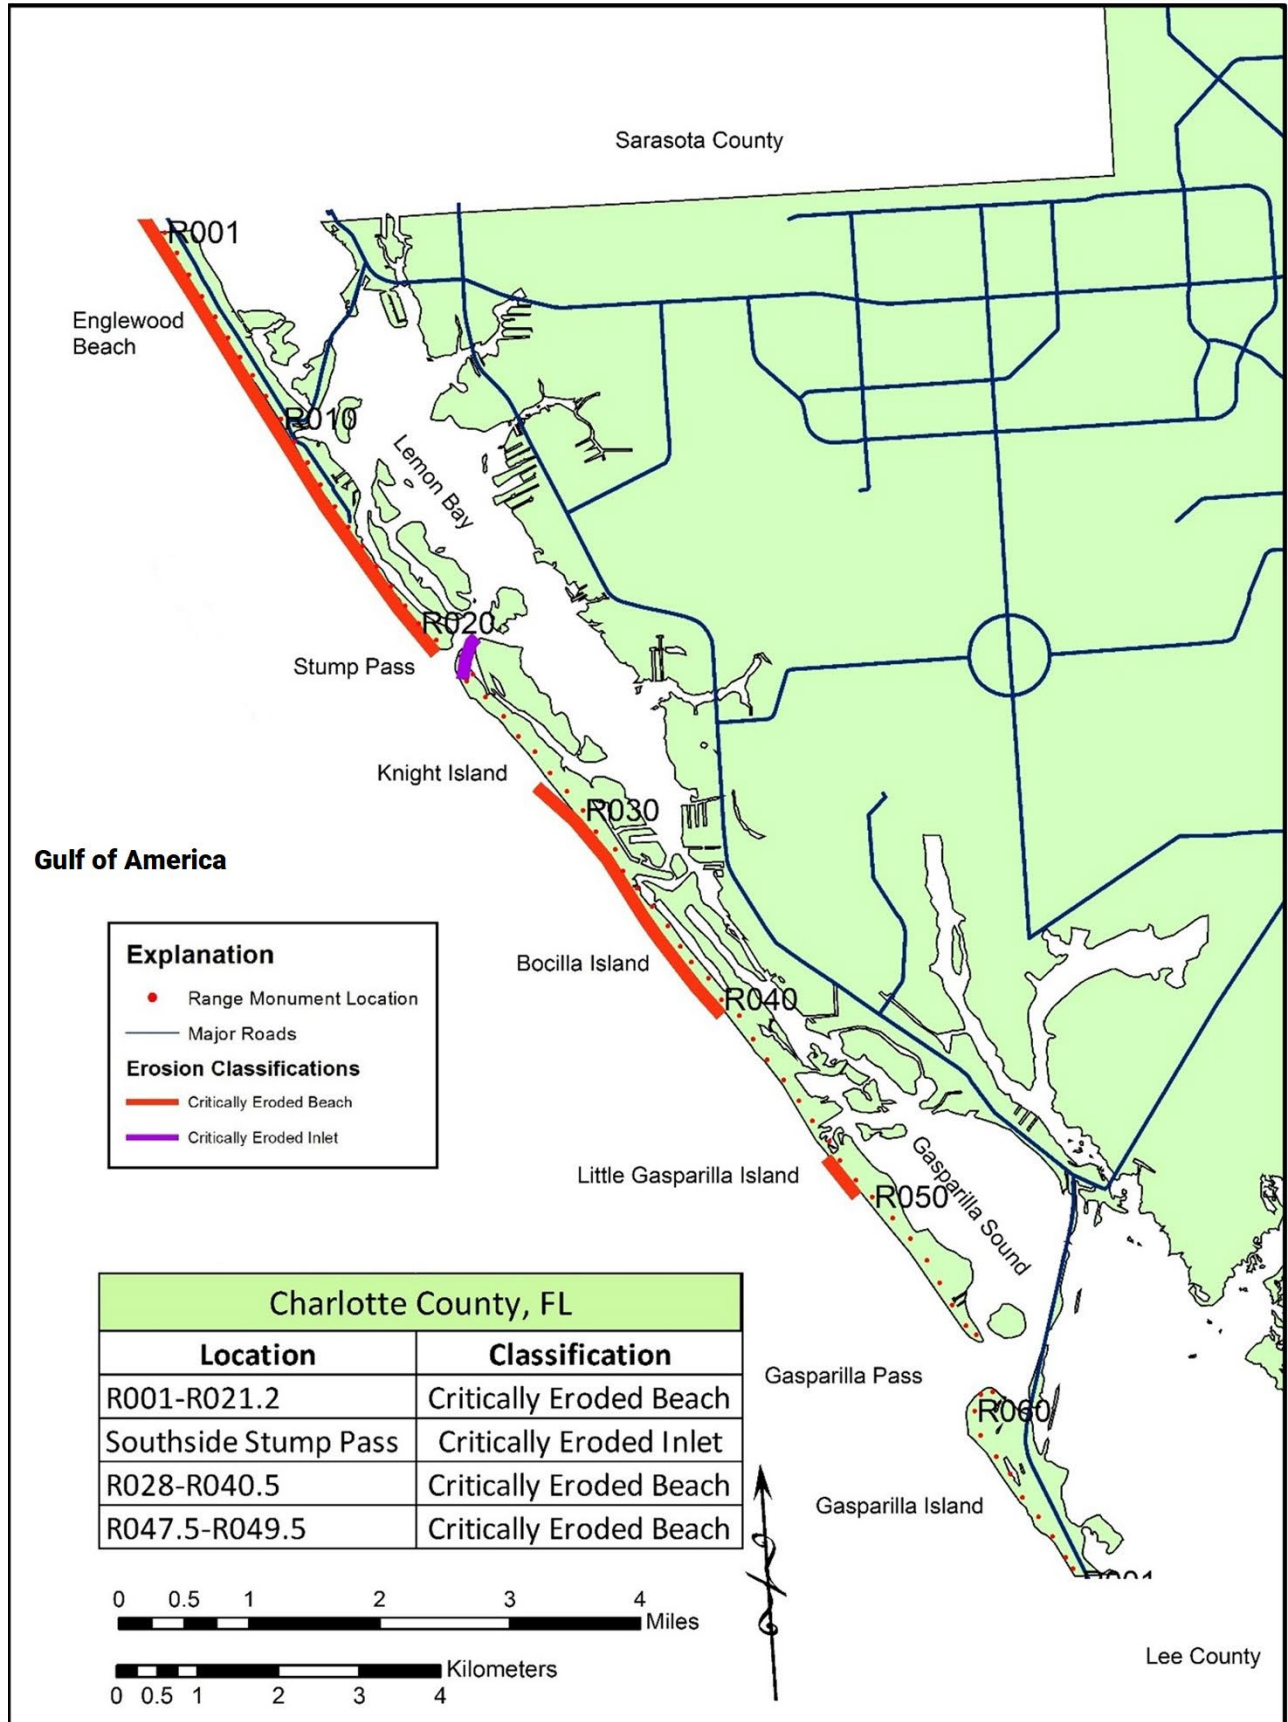 Sarasota County
R001
Englewood
Beach
R010
Lemon Bay
R020
Stump Pass
Knight Island
R030
Gulf of America
Explanation
Range Monument Location
Major Roads
Erosion Classifications
Critically Eroded Beach
Critically Eroded Inlet
Bocilla Island
R040
Little Gasparilla Island
R050
Gasparilla Sound
Charlotte County, FL
Location Classification
R001-R021.2 Critically Eroded Beach
Southside Stump Pass Critically Eroded Inlet
R028-R040.5 Critically Eroded Beach
R047.5-R049.5 Critically Eroded Beach
Gasparilla Pass
R060
Gasparilla Island
R001
0 0.5 1 2 3 4
Miles
Kilometers
0 0.5 1 2 3 4
N
Lee County